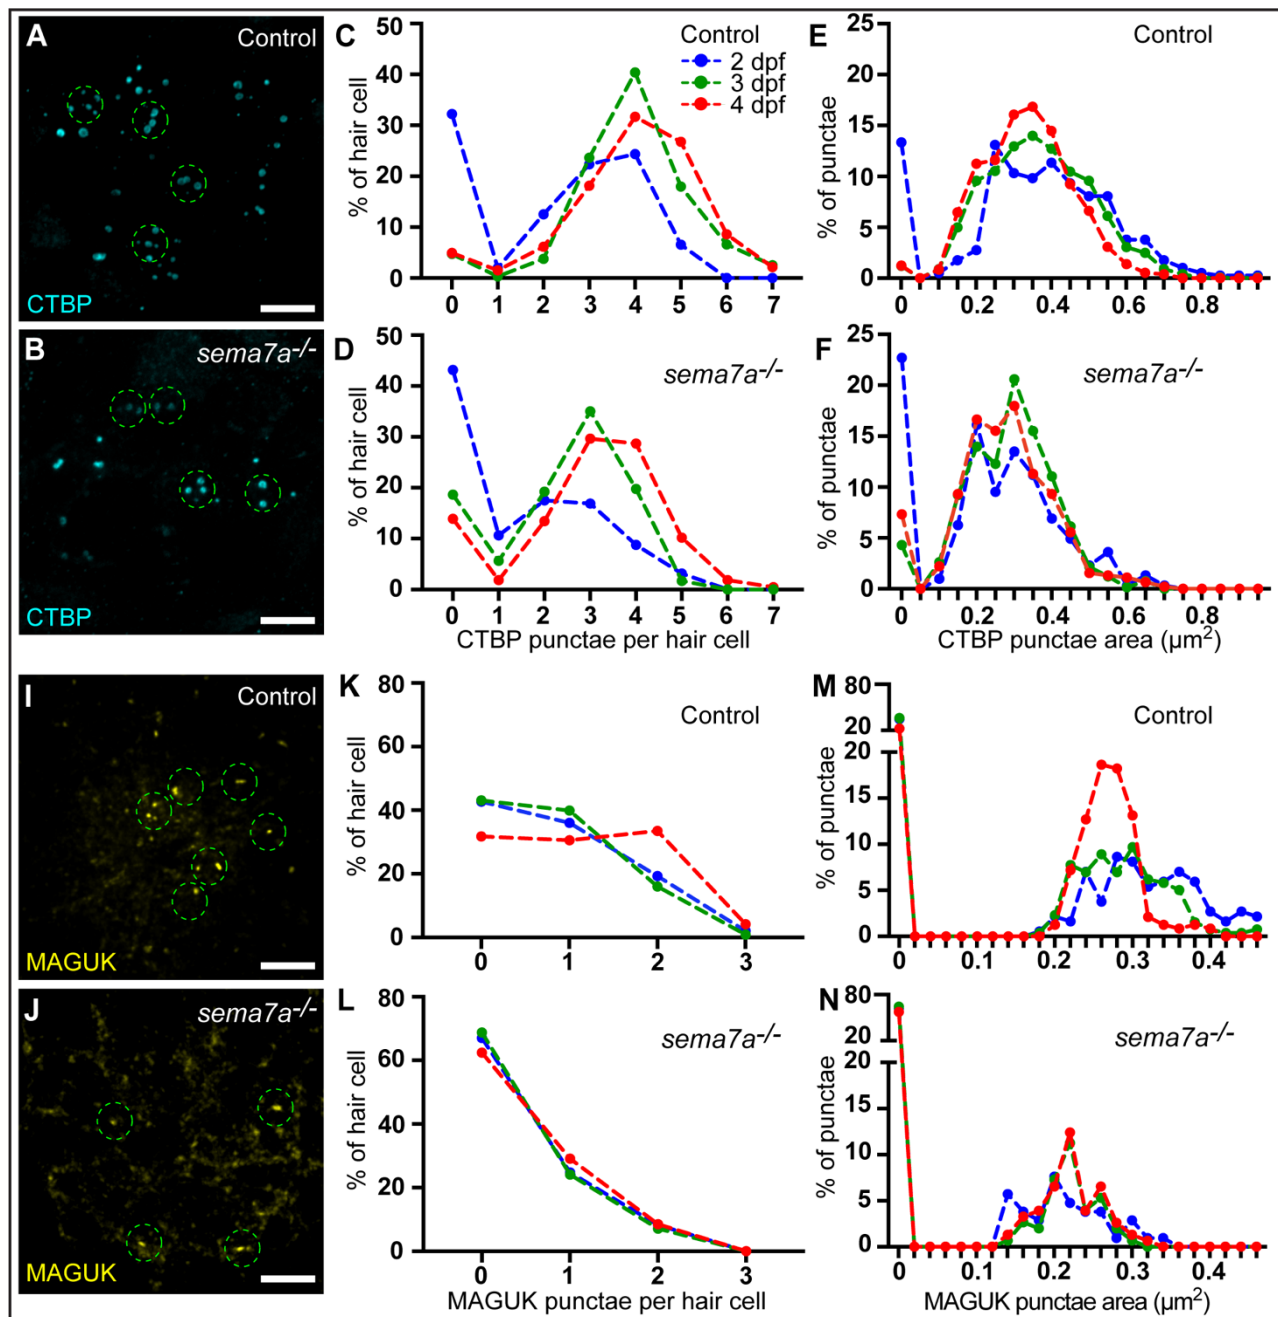 A
Control
CTBP
B
sema7a-/-
CTBP
C
Control
2 dpf
3 dpf
4 dpf
% of hair cell
50
40
30
20
10
0
0 1 2 3 4 5 6 7
D
sema7a-/-
% of hair cell
50
40
30
20
10
0
0 1 2 3 4 5 6 7
CTBP punctae per hair cell
E
Control
% of punctae
25
20
15
10
5
0
0 0.2 0.4 0.6 0.8
F
sema7a-/-
% of punctae
25
20
15
10
5
0
0 0.2 0.4 0.6 0.8
CTBP punctae area (µm²)
I
Control
MAGUK
J
sema7a-/-
MAGUK
K
Control
% of hair cell
80
60
40
20
0
0 1 2 3
L
sema7a-/-
% of hair cell
80
60
40
20
0
0 1 2 3
MAGUK punctae per hair cell
M
Control
% of punctae
80
20
20
15
10
5
0
0 0.1 0.2 0.3 0.4
N
sema7a-/-
% of punctae
80
20
20
15
10
5
0
0 0.1 0.2 0.3 0.4
MAGUK punctae area (µm²)